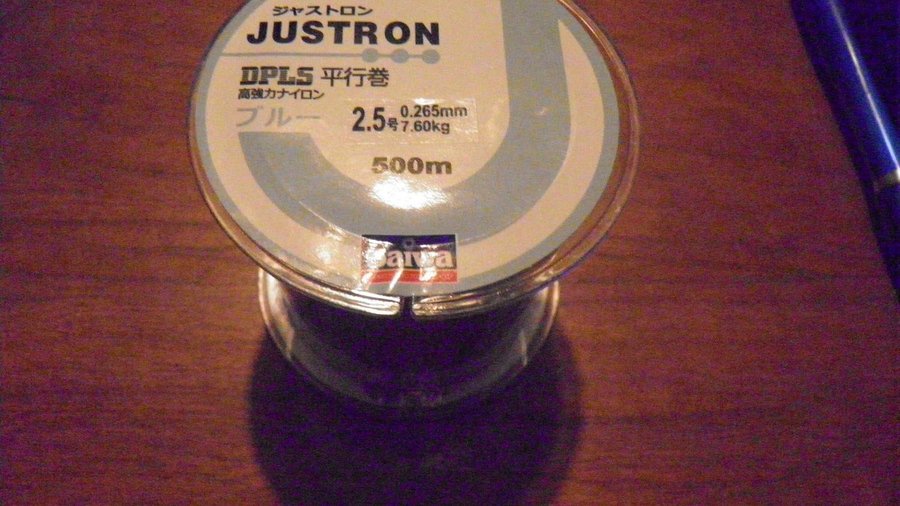 ジャストロン
JUSTRON
DPLS 平行巻
高強力ナイロン
ブルー 2.5号 0.265mm
7.60kg
500m
Daiwa